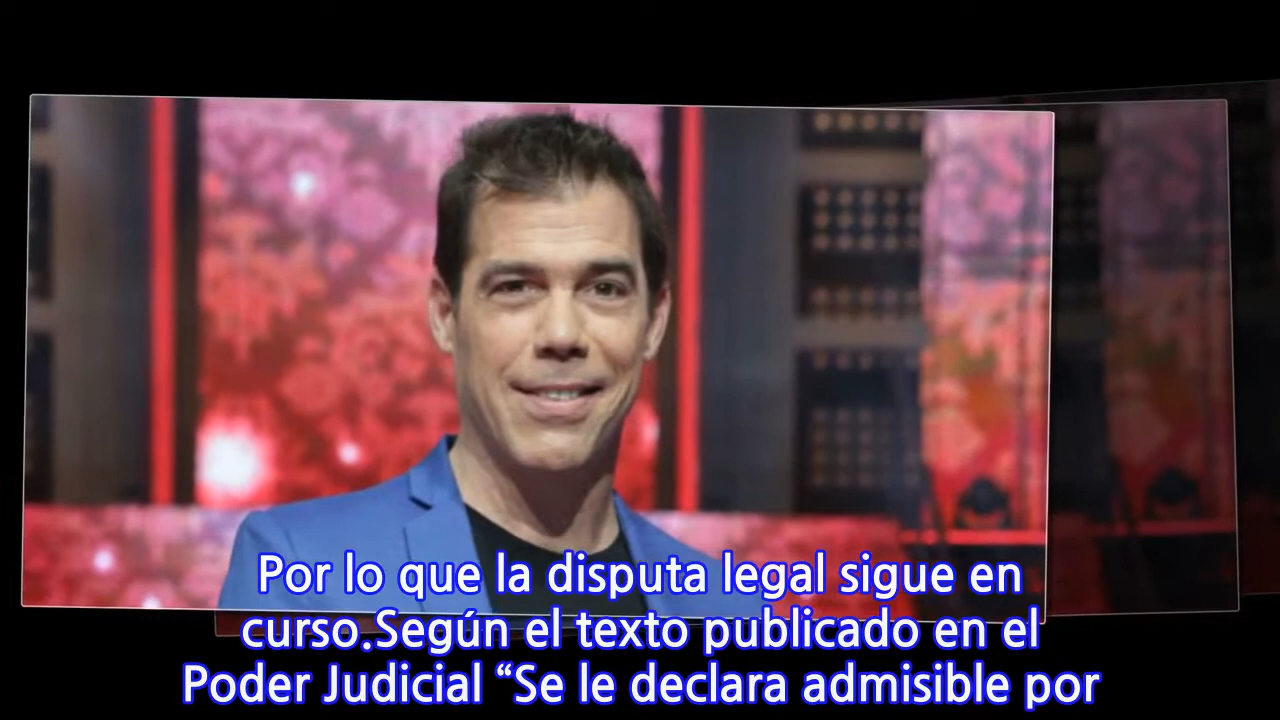 Por lo que la disputa legal sigue en
curso.Según el texto publicado en el
Poder Judicial “Se le declara admisible por